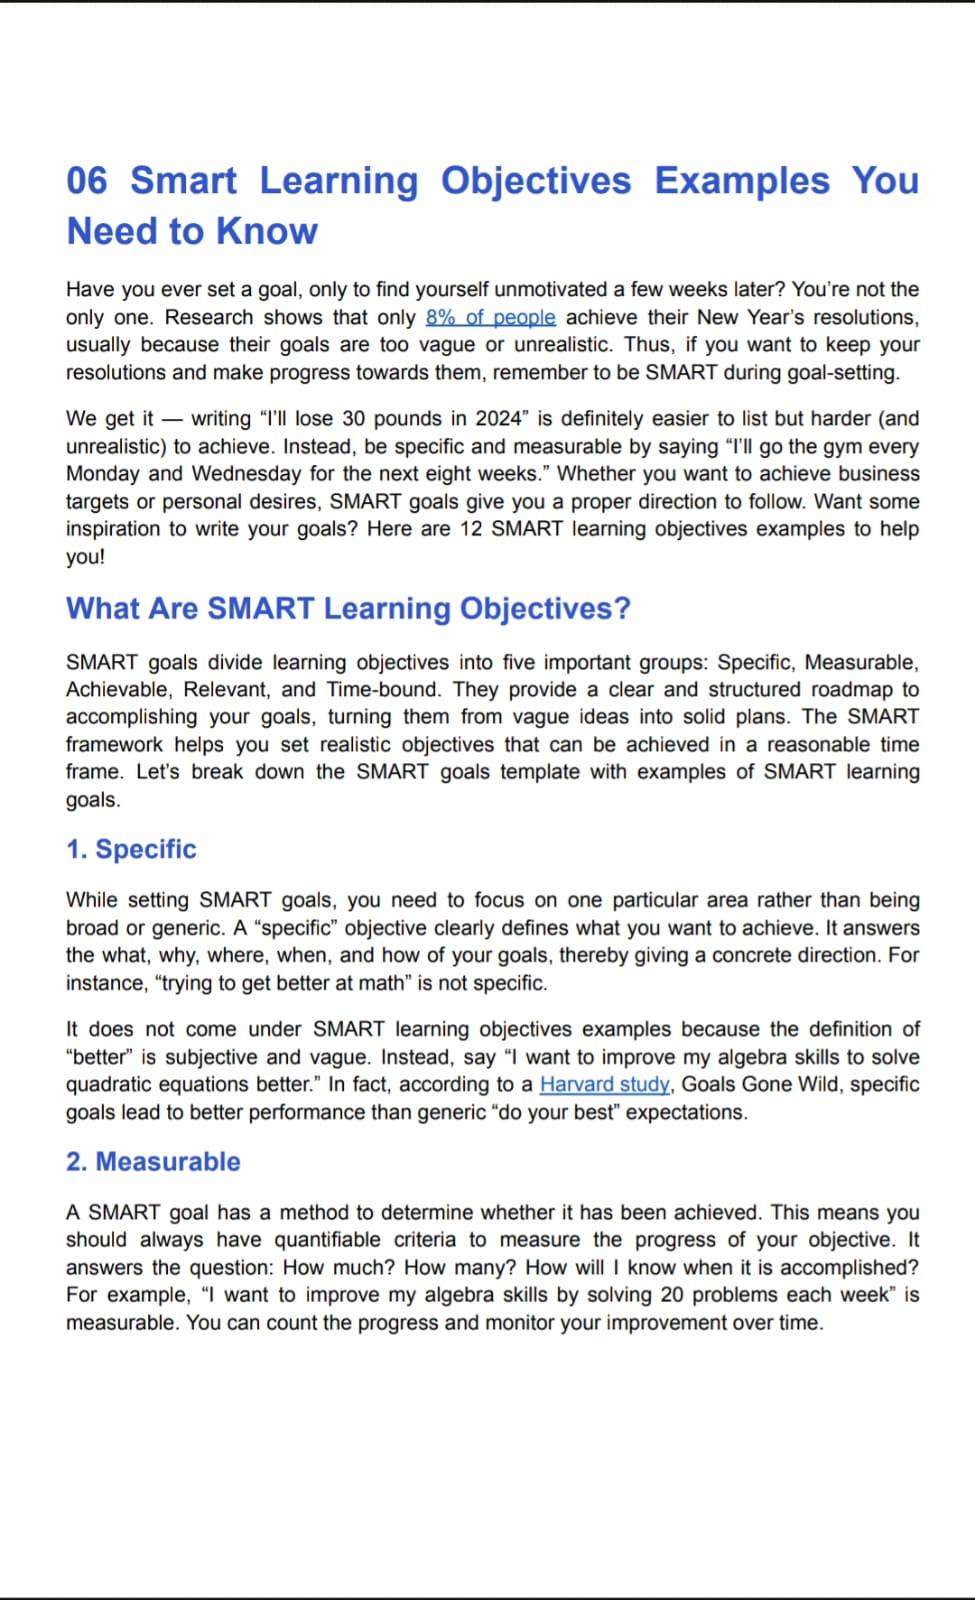 06 Smart Learning Objectives Examples You
Need to Know
Have you ever set a goal, only to find yourself unmotivated a few weeks later? You’re not the
only one. Research shows that only 8% of people achieve their New Year’s resolutions,
usually because their goals are too vague or unrealistic. Thus, if you want to keep your
resolutions and make progress towards them, remember to be SMART during goal-setting.
We get it — writing “I’ll lose 30 pounds in 2024” is definitely easier to list but harder (and
unrealistic) to achieve. Instead, be specific and measurable by saying “I’ll go the gym every
Monday and Wednesday for the next eight weeks.” Whether you want to achieve business
targets or personal desires, SMART goals give you a proper direction to follow. Want some
inspiration to write your goals? Here are 12 SMART learning objectives examples to help
you!
What Are SMART Learning Objectives?
SMART goals divide learning objectives into five important groups: Specific, Measurable,
Achievable, Relevant, and Time-bound. They provide a clear and structured roadmap to
accomplishing your goals, turning them from vague ideas into solid plans. The SMART
framework helps you set realistic objectives that can be achieved in a reasonable time
frame. Let’s break down the SMART goals template with examples of SMART learning
goals.
1. Specific
While setting SMART goals, you need to focus on one particular area rather than being
broad or generic. A “specific” objective clearly defines what you want to achieve. It answers
the what, why, where, when, and how of your goals, thereby giving a concrete direction. For
instance, “trying to get better at math” is not specific.
It does not come under SMART learning objectives examples because the definition of
“better” is subjective and vague. Instead, say “I want to improve my algebra skills to solve
quadratic equations better.” In fact, according to a Harvard study, Goals Gone Wild, specific
goals lead to better performance than generic “do your best” expectations.
2. Measurable
A SMART goal has a method to determine whether it has been achieved. This means you
should always have quantifiable criteria to measure the progress of your objective. It
answers the question: How much? How many? How will I know when it is accomplished?
For example, “I want to improve my algebra skills by solving 20 problems each week” is
measurable. You can count the progress and monitor your improvement over time.